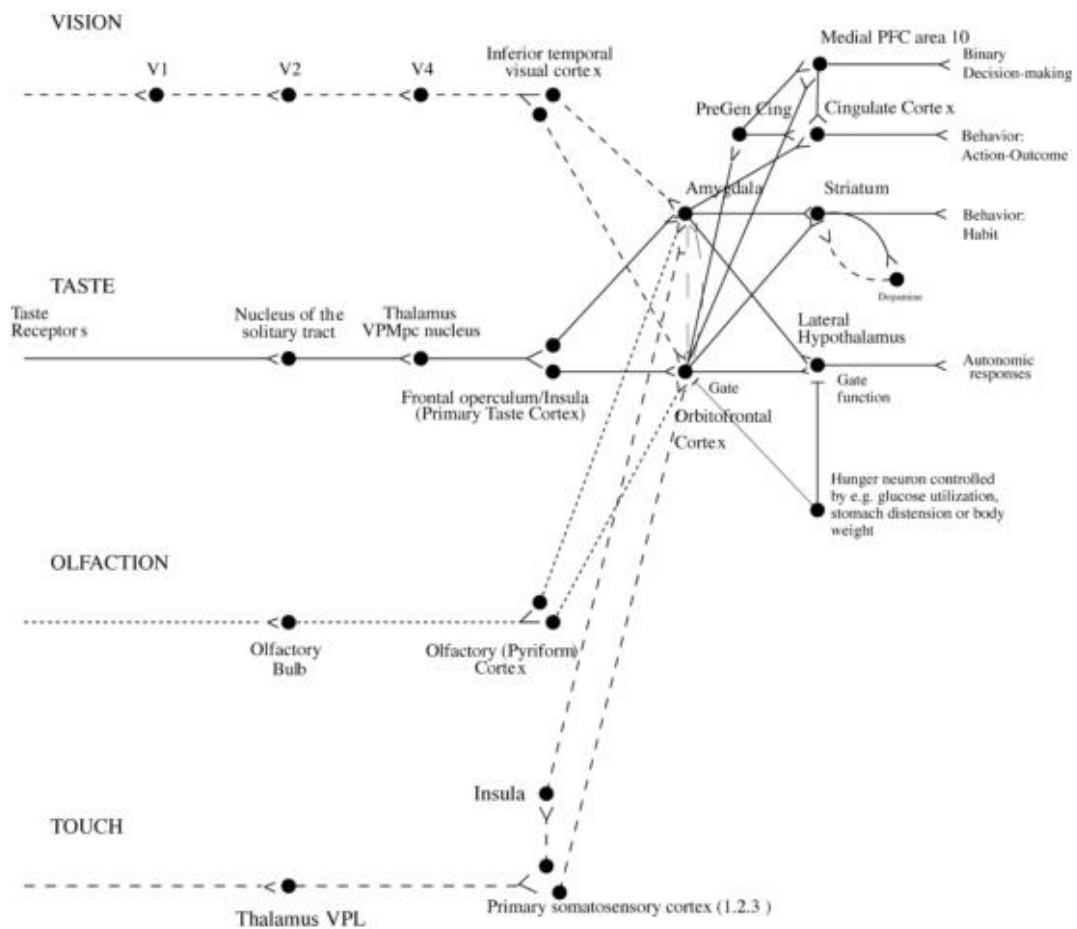 VISION
V1
V2
V4
Inferior temporal
visual cortex
Medial PFC area 10
Binary
Decision-making
PreGen Cing
Cingulate Cortex
Behavior:
Action-Outcome
Amygdala
Striatum
Behavior:
Habit
Dopamine
TASTE
Taste
Receptors
Nucleus of the
solitary tract
Thalamus
VPMpc nucleus
Lateral
Hypothalamus
Autonomic
responses
Frontal operculum/Insula
(Primary Taste Cortex)
Gate
Orbitofrontal
Cortex
Gate
function
Hunger neuron controlled
by e.g. glucose utilization,
stomach distension or body
weight
OLFACTION
Olfactory
Bulb
Olfactory (Pyriform)
Cortex
Insula
TOUCH
Thalamus VPL
Primary somatosensory cortex (1.2.3 )